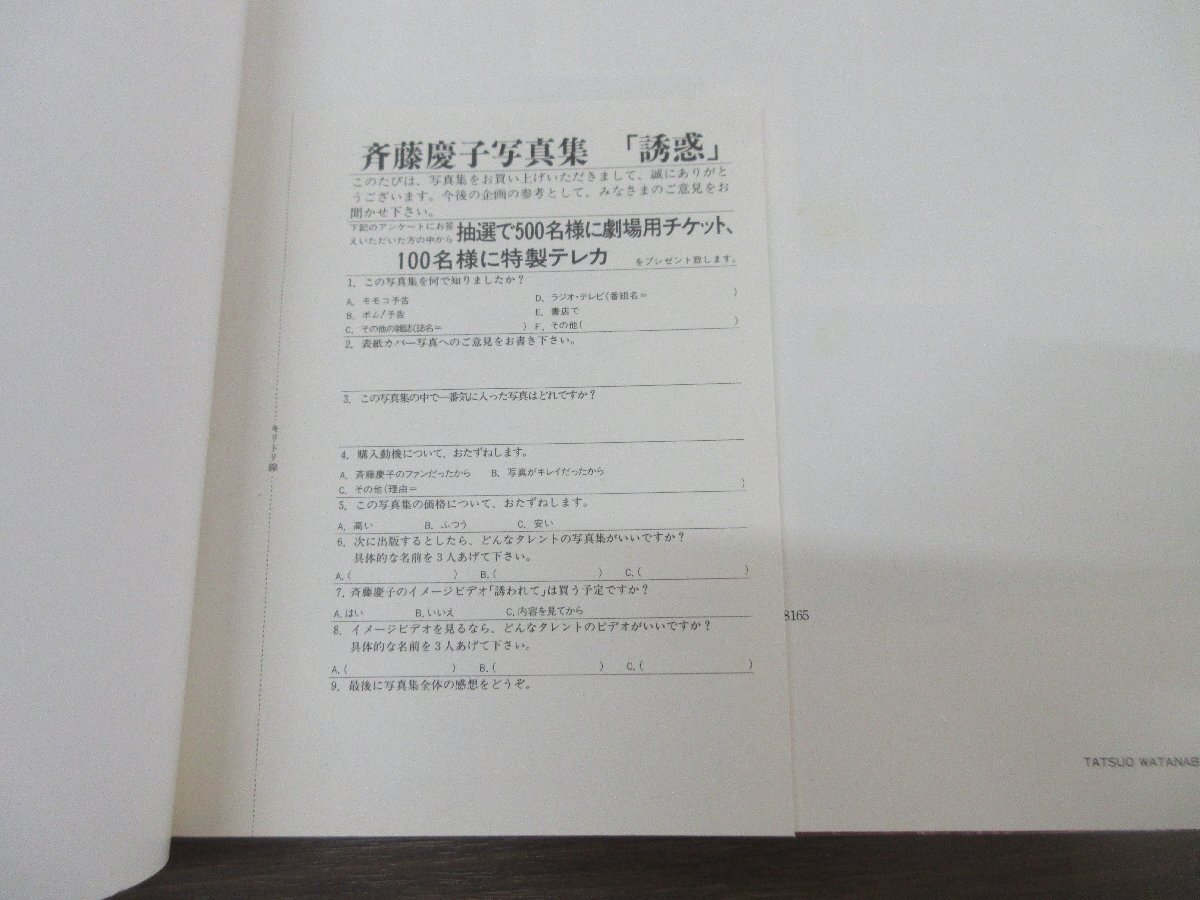 斉藤慶子写真集 「誘惑」
このたびは、写真集をお買い上げいただきまして、誠にありがと
うございます。今後の企画の参考として、みなさまのご意見をお
聞かせ下さい。
下記のアンケートにお答
えいただいた方の中から 抽選で500名様に劇場用チケット、
100名様に特製テレカ をプレゼント致します。
1. この写真集を何で知りましたか？
A. モモコ予告 D. ラジオ・テレビ(番組名= )
B. ボム！予告 E. 書店で
C. その他の雑誌(誌名= ) F. その他( )
2. 表紙カバー写真へのご意見をお書き下さい。
3. この写真集の中で一番気に入った写真はどれですか？
4. 購入動機について、おたずねします。
A. 斉藤慶子のファンだったから B. 写真がキレイだったから
C. その他(理由= )
5. この写真集の価格について、おたずねします。
A. 高い B. ふつう C. 安い
6. 次に出版するとしたら、どんなタレントの写真集がいいですか？
具体的な名前を３人あげて下さい。
A.( ) B.( ) C.( )
7. 斉藤慶子のイメージビデオ「誘われて」は買う予定ですか？
A. はい B. いいえ C. 内容を見てから
8. イメージビデオを見るなら、どんなタレントのビデオがいいですか？
具体的な名前を３人あげて下さい。
A.( ) B.( ) C.( )
9. 最後に写真集全体の感想をどうぞ。
キリトリ線
8165
TATSUO WATANAB